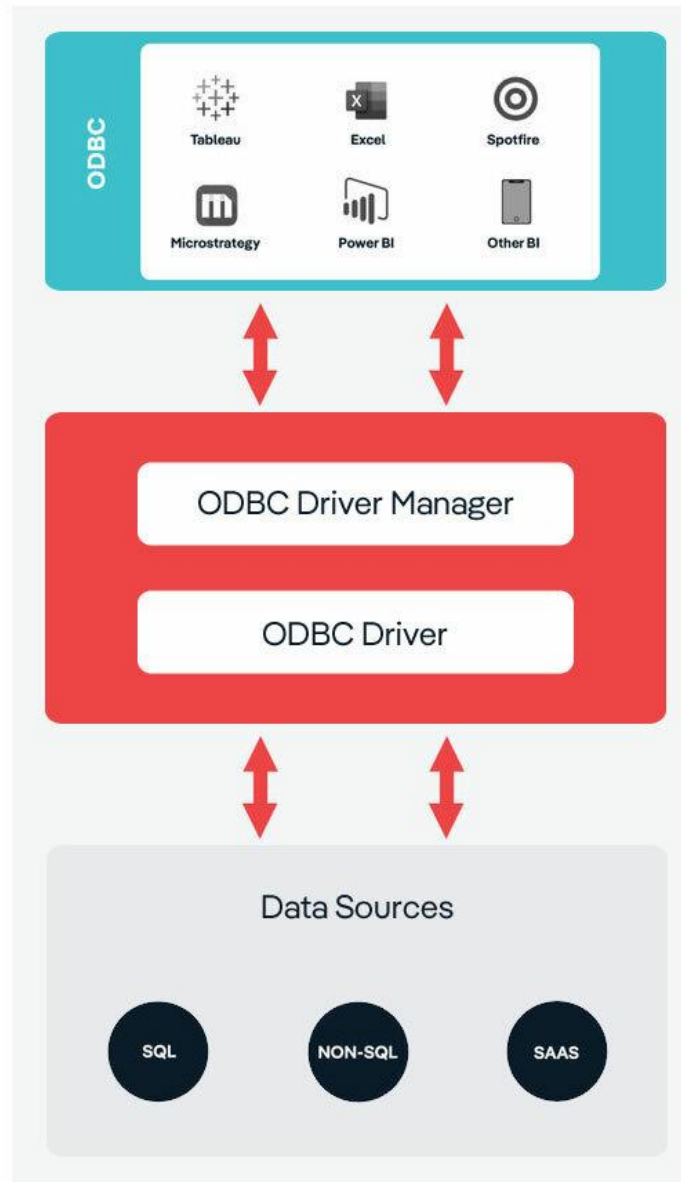 ODBC
Tableau
Excel
Spotfire
Microstrategy
Power BI
Other BI
ODBC Driver Manager
ODBC Driver
Data Sources
SQL
NON-SQL
SAAS